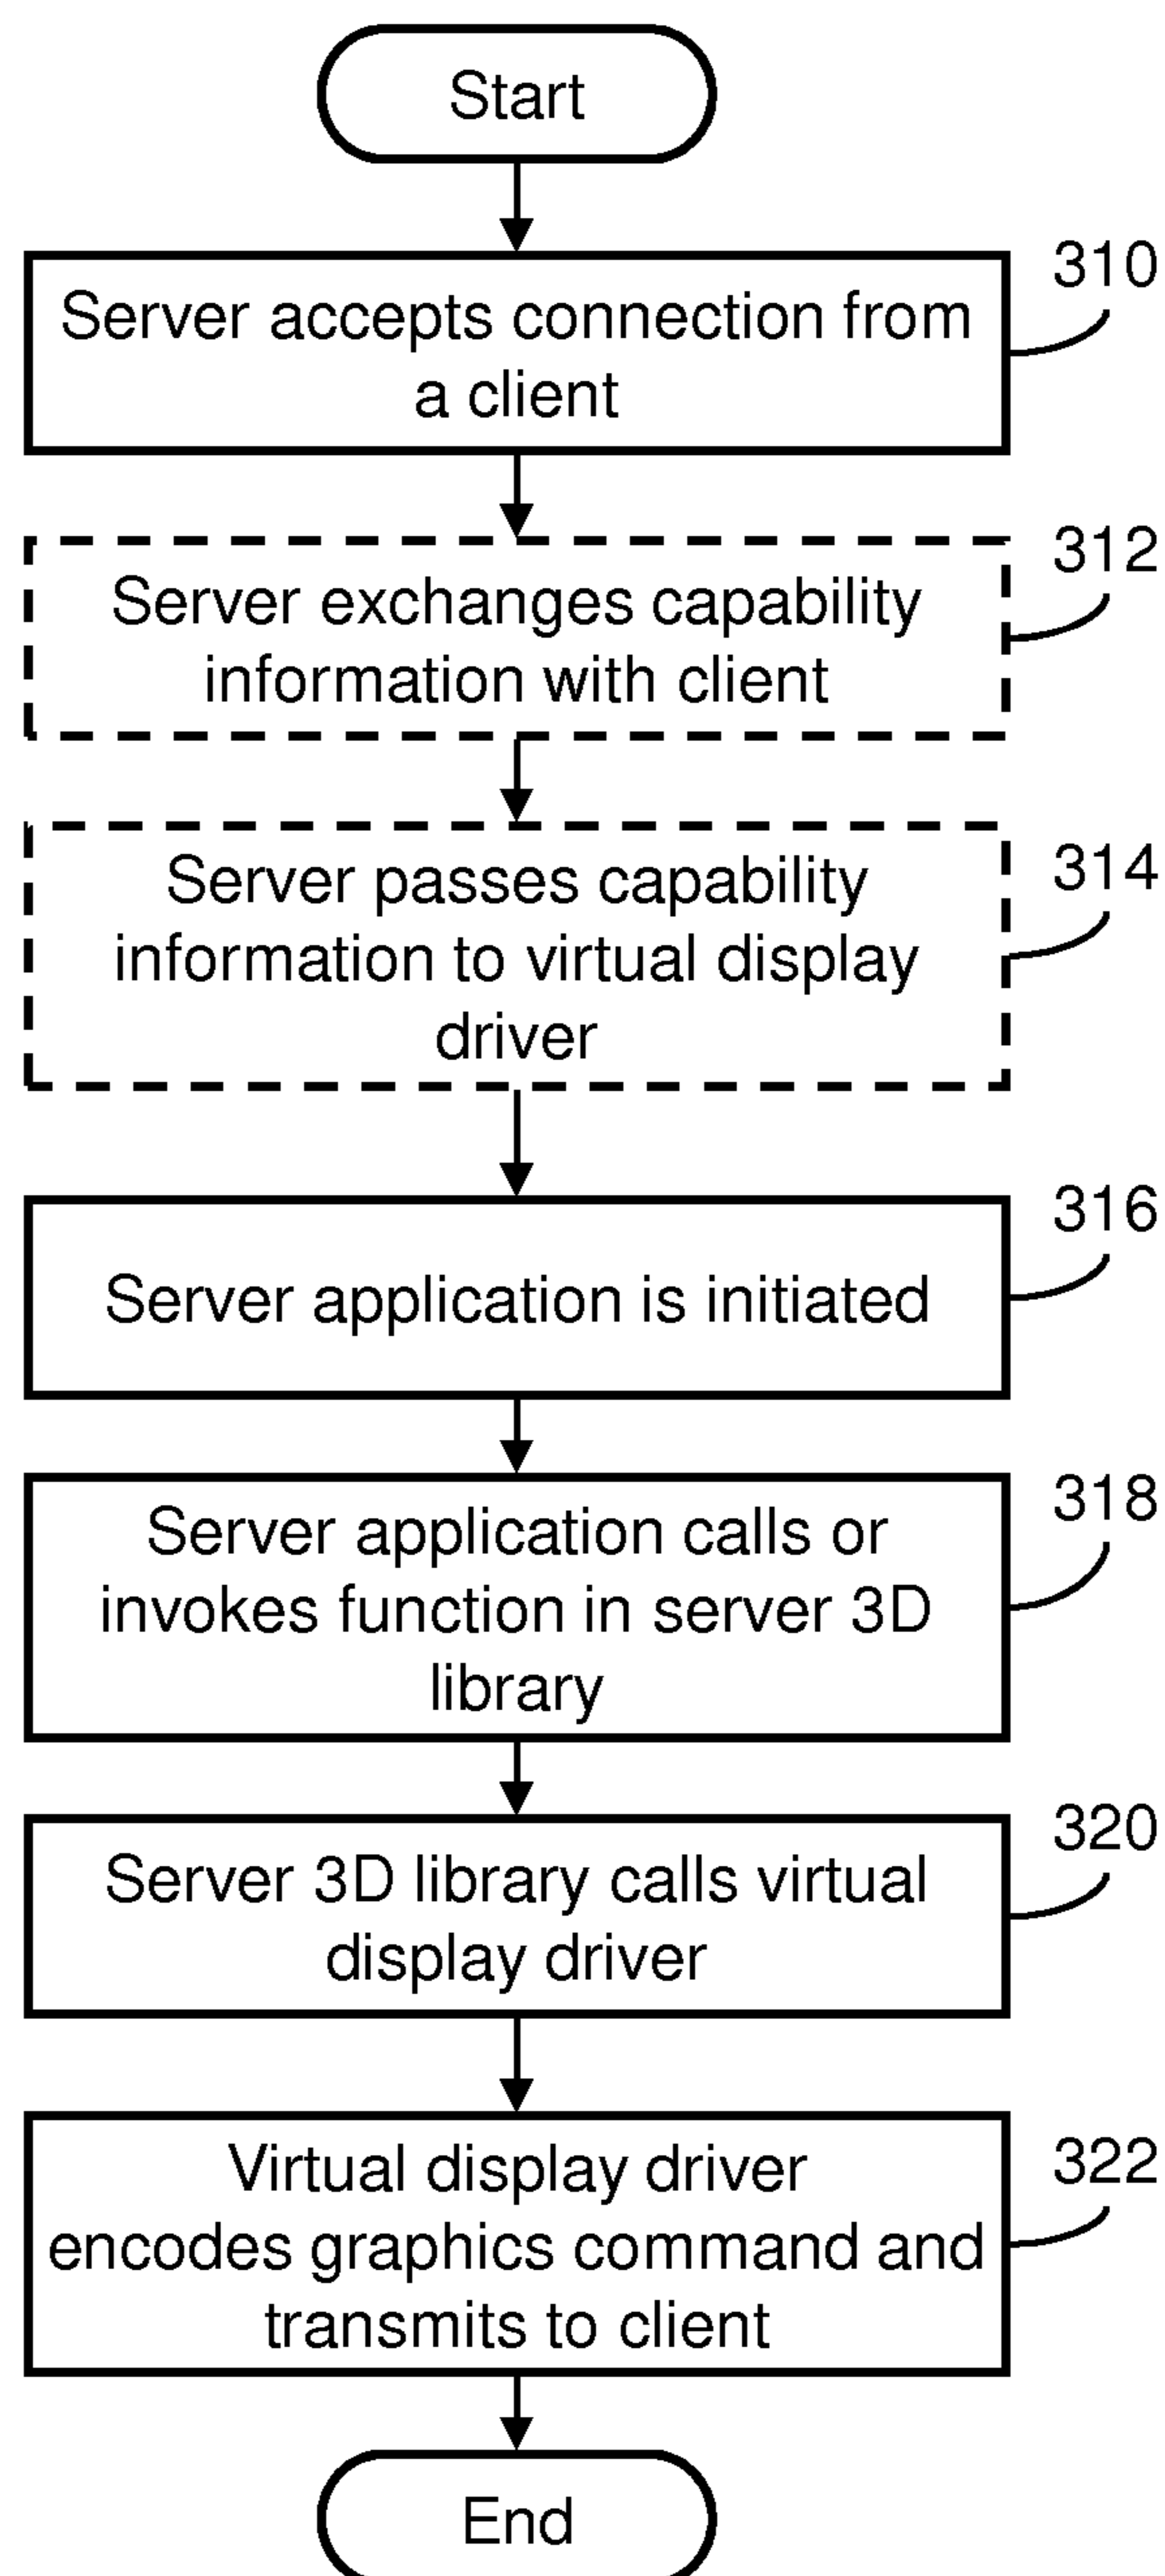 Start
310
Server accepts connection from
a client
312
Server exchanges capability
information with client
314
Server passes capability
information to virtual display
driver
316
Server application is initiated
318
Server application calls or
invokes function in server 3D
library
320
Server 3D library calls virtual
display driver
322
Virtual display driver
encodes graphics command and
transmits to client
End